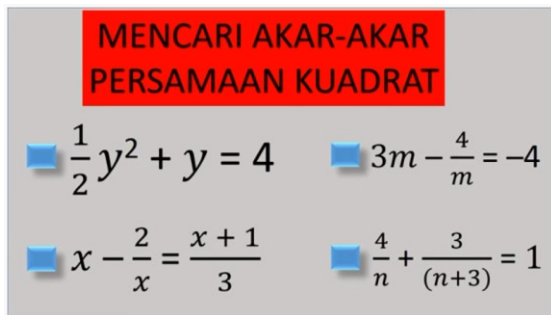 MENCARI AKAR-AKAR
PERSAMAAN KUADRAT
1/2 y² + y = 4
3m − 4/m = −4
x − 2/x = (x + 1)/3
4/n + 3/(n+3) = 1